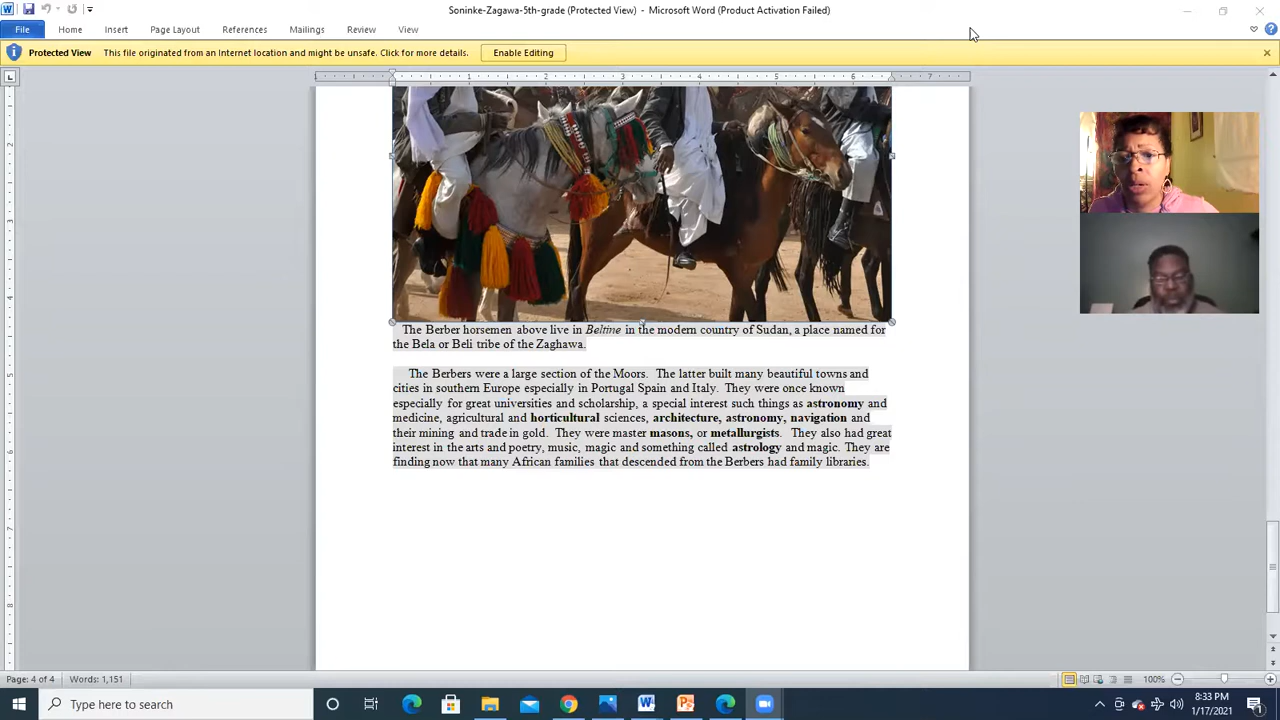 Soninke-Zagawa-5th-grade (Protected View) - Microsoft Word (Product Activation Failed)
File Home Insert Page Layout References Mailings Review View
Protected View This file originated from an Internet location and might be unsafe. Click for more details. Enable Editing
1 2 3 4 5 6 7
The Berber horsemen above live in Beltine in the modern country of Sudan, a place named for
the Bela or Beli tribe of the Zaghawa.
The Berbers were a large section of the Moors. The latter built many beautiful towns and
cities in southern Europe especially in Portugal Spain and Italy. They were once known
especially for great universities and scholarship, a special interest such things as astronomy and
medicine, agricultural and horticultural sciences, architecture, astronomy, navigation and
their mining and trade in gold. They were master masons, or metallurgists. They also had great
interest in the arts and poetry, music, magic and something called astrology and magic. They are
finding now that many African families that descended from the Berbers had family libraries.
Page: 4 of 4 Words: 1,151 100%
Type here to search
8:33 PM
1/17/2021